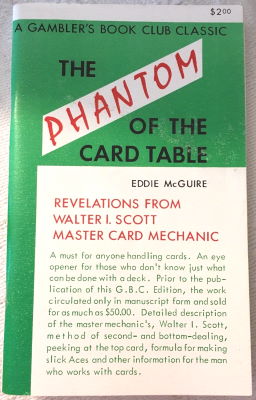 $2.00
A GAMBLER'S BOOK CLUB CLASSIC
THE
PHANTOM
OF THE
CARD TABLE
EDDIE McGUIRE
REVELATIONS FROM
WALTER I. SCOTT
MASTER CARD MECHANIC
A must for anyone handling cards. An eye
opener for those who don't know just what
can be done with a deck. Prior to the pub-
lication of this G.B.C. Edition, the work
circulated only in manuscript form and sold
for as much as $50.00. Detailed description
of the master mechanic's, Walter I. Scott,
method of second- and bottom-dealing,
peeking at the top card, formula for making
slick Aces and other information for the man
who works with cards.